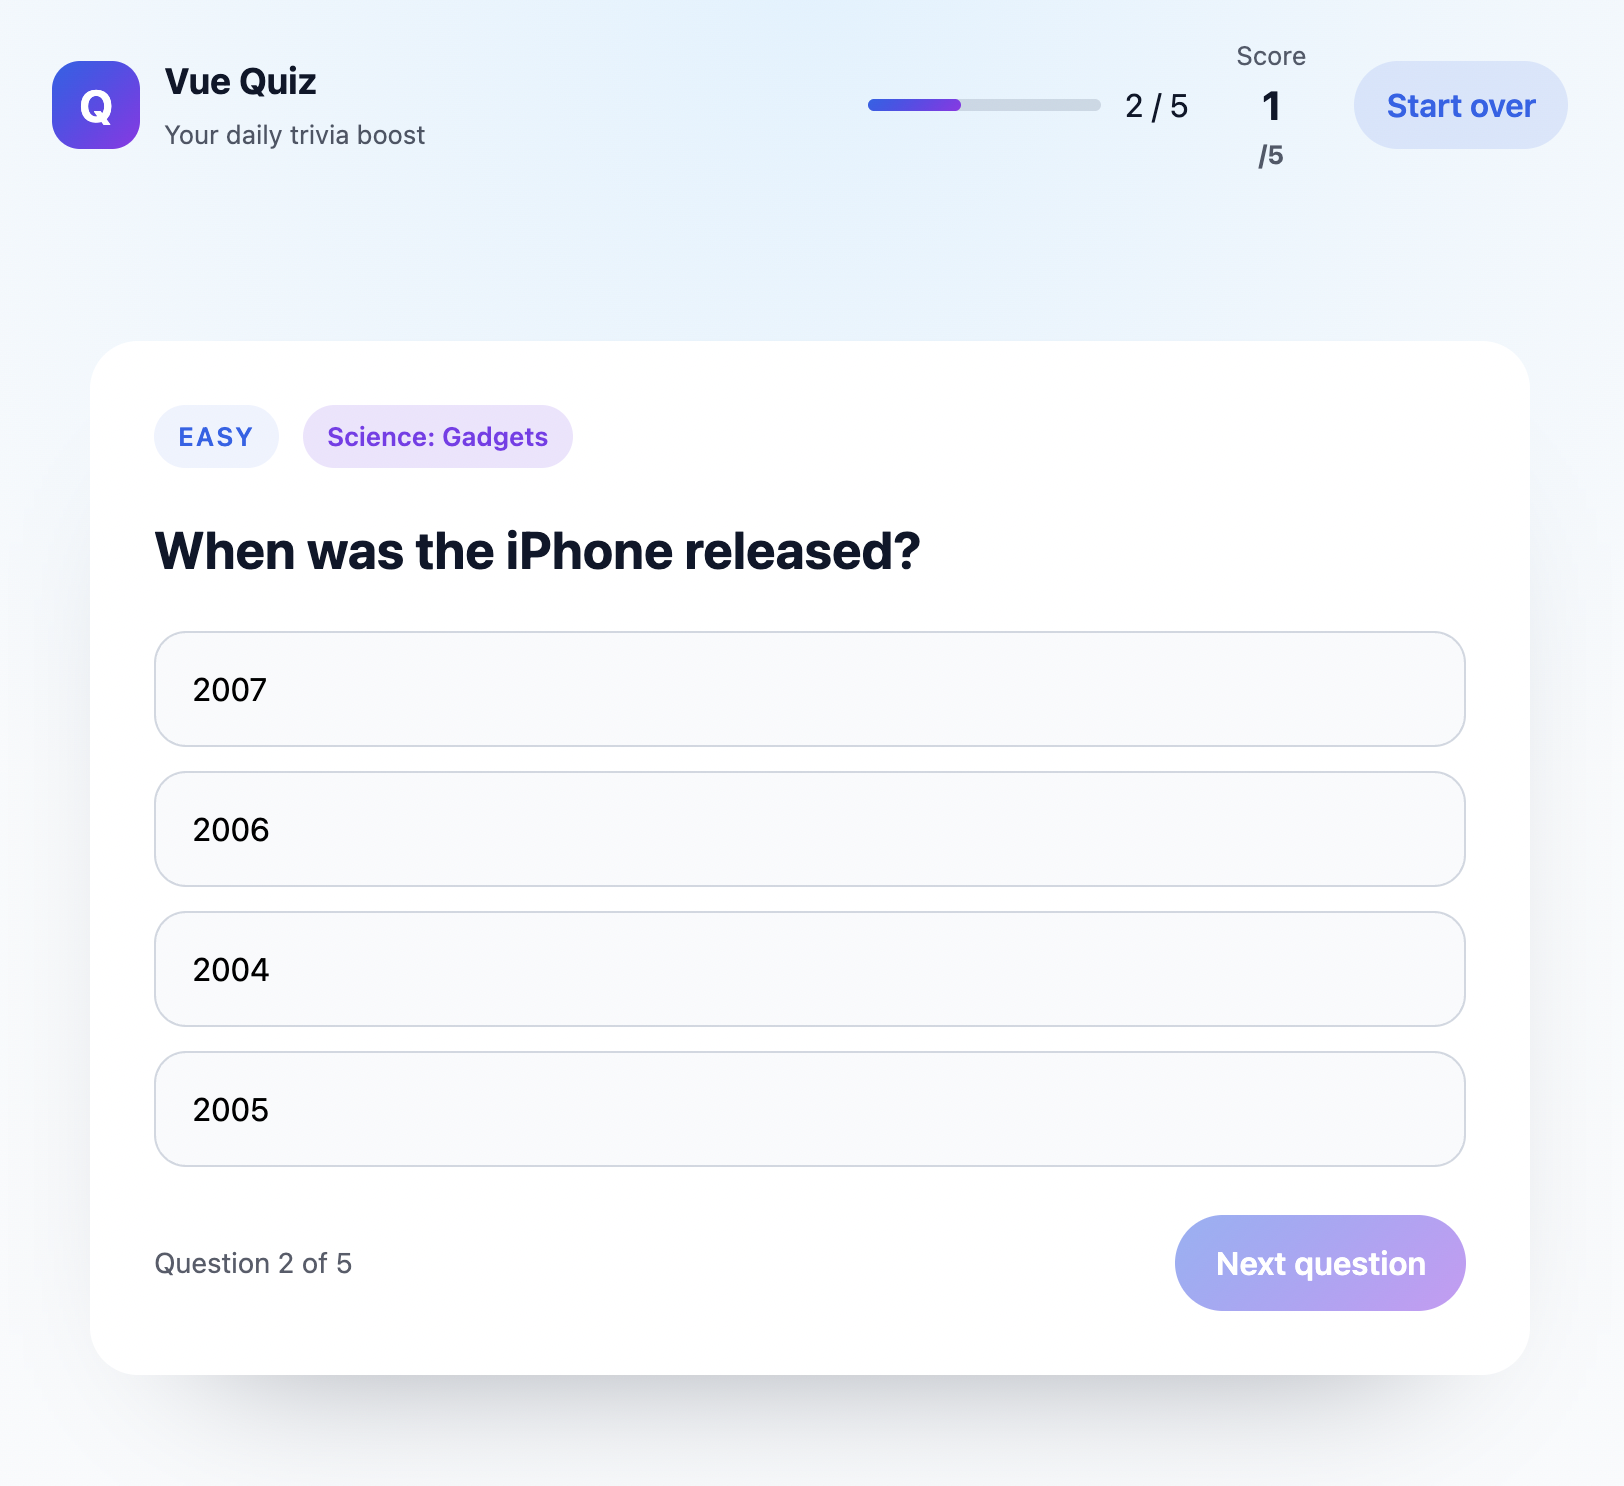 Q
Vue Quiz
Your daily trivia boost
2 / 5
Score
1
/5
Start over
EASY
Science: Gadgets
When was the iPhone released?
2007
2006
2004
2005
Question 2 of 5
Next question